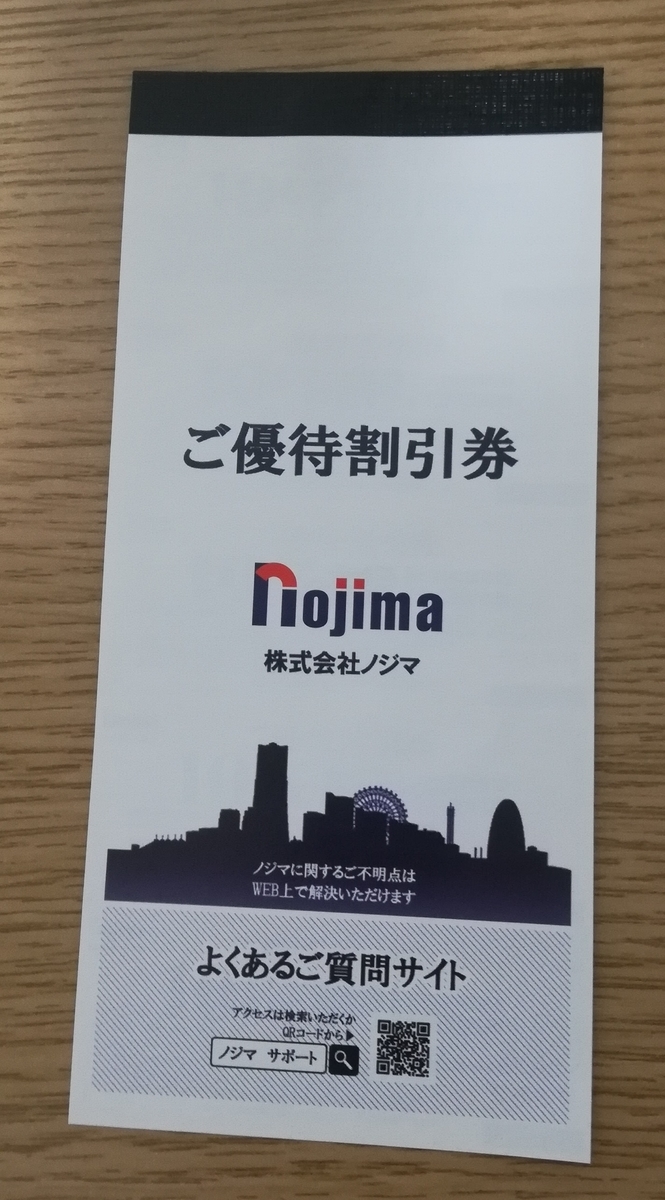 ご優待割引券
nojima
株式会社ノジマ
ノジマに関するご不明点は
WEB上で解決いただけます
よくあるご質問サイト
アクセスは検索いただくか
QRコードから▶
ノジマ サポート